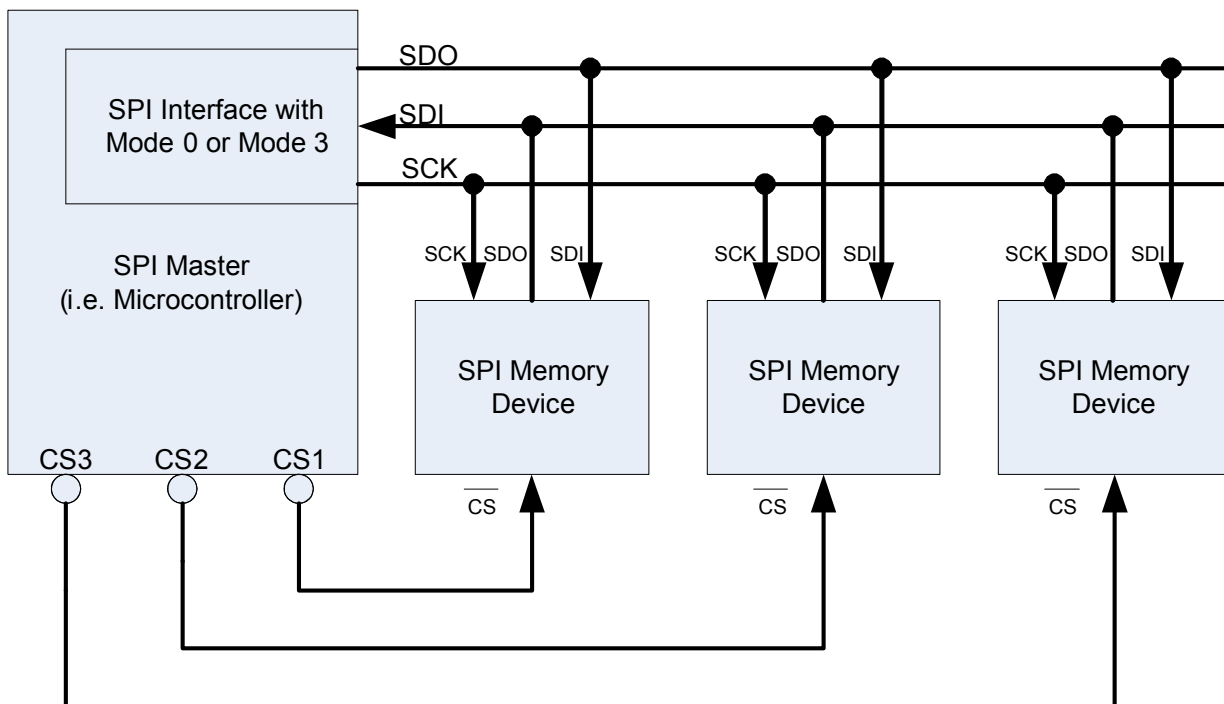 SDO
SPI Interface with
Mode 0 or Mode 3
SDI
SCK
SPI Master
(i.e. Microcontroller)
SCK SDO SDI
SCK SDO SDI
SCK SDO SDI
SPI Memory
Device
SPI Memory
Device
SPI Memory
Device
CS3 CS2 CS1
CS
CS
CS